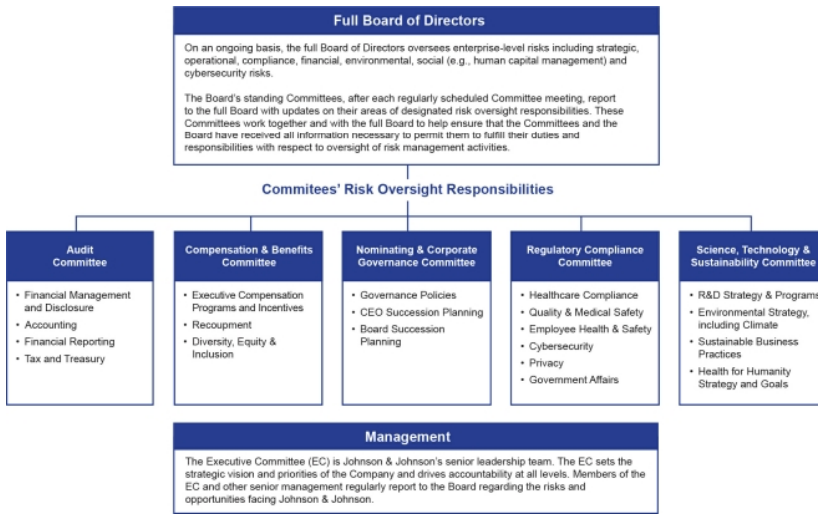 Full Board of Directors
On an ongoing basis, the full Board of Directors oversees enterprise-level risks including strategic,
operational, compliance, financial, environmental, social (e.g., human capital management) and
cybersecurity risks.
The Board's standing Committees, after each regularly scheduled Committee meeting, report
to the full Board with updates on their areas of designated risk oversight responsibilities. These
Committees work together and with the full Board to help ensure that the Committees and the
Board have received all information necessary to permit them to fulfill their duties and
responsibilities with respect to oversight of risk management activities.
Commitees' Risk Oversight Responsibilities
Audit
Committee
• Financial Management
and Disclosure
• Accounting
• Financial Reporting
• Tax and Treasury
Compensation & Benefits
Committee
• Executive Compensation
Programs and Incentives
• Recoupment
• Diversity, Equity &
Inclusion
Nominating & Corporate
Governance Committee
• Governance Policies
• CEO Succession Planning
• Board Succession
Planning
Regulatory Compliance
Committee
• Healthcare Compliance
• Quality & Medical Safety
• Employee Health & Safety
• Cybersecurity
• Privacy
• Government Affairs
Science, Technology &
Sustainability Committee
• R&D Strategy & Programs
• Environmental Strategy,
including Climate
• Sustainable Business
Practices
• Health for Humanity
Strategy and Goals
Management
The Executive Committee (EC) is Johnson & Johnson's senior leadership team. The EC sets the
strategic vision and priorities of the Company and drives accountability at all levels. Members of the
EC and other senior management regularly report to the Board regarding the risks and
opportunities facing Johnson & Johnson.